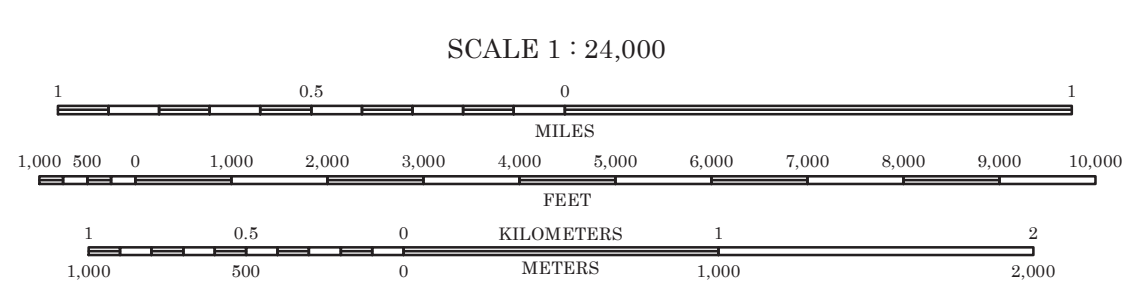 SCALE 1 : 24,000
1 0.5 0 1
MILES
1,000 500 0 1,000 2,000 3,000 4,000 5,000 6,000 7,000 8,000 9,000 10,000
FEET
1 0.5 0 KILOMETERS 1 2
1,000 500 0 METERS 1,000 2,000